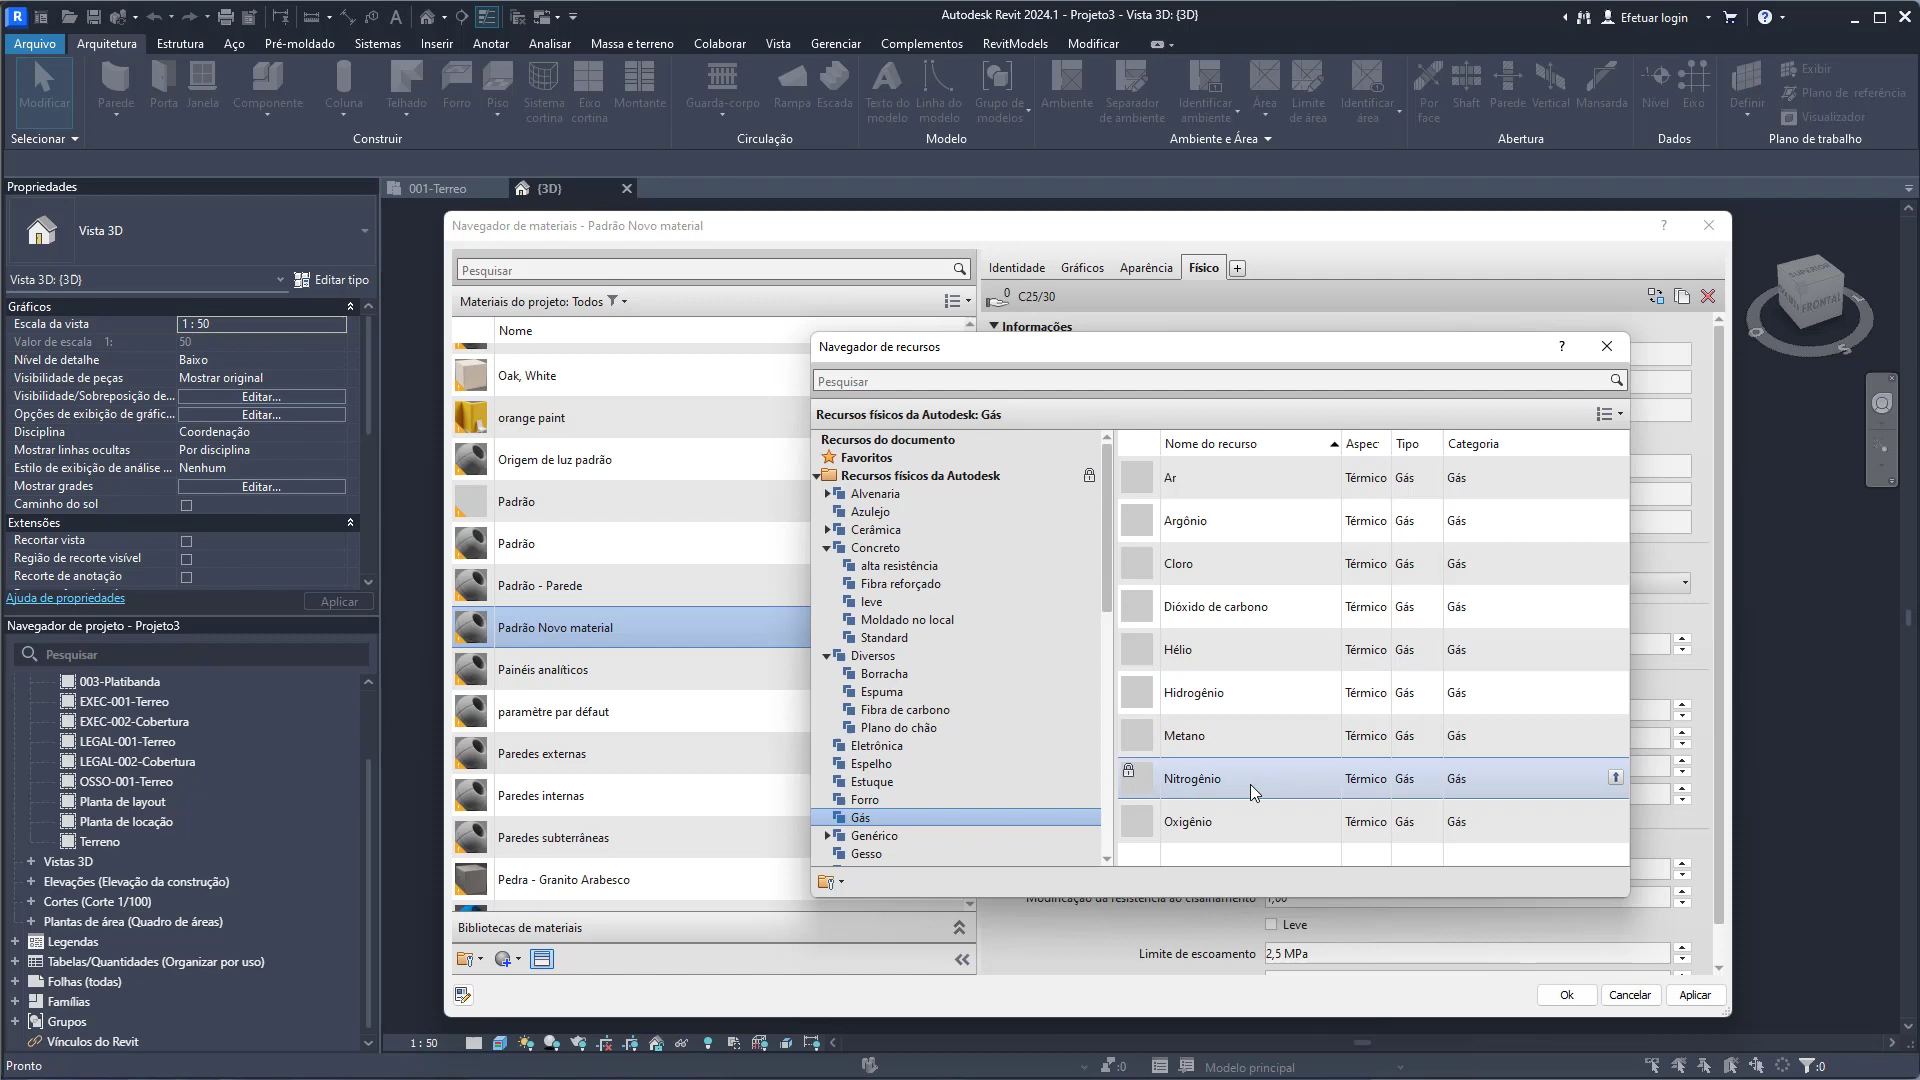 Autodesk Revit 2024.1 - Projeto3 - Vista 3D: {3D}
Efetuar login
Arquivo Arquitetura Estrutura Aço Pré-moldado Sistemas Inserir Anotar Analisar Massa e terreno Colaborar Vista Gerenciar Complementos RevitModels Modificar
Modificar Parede Porta Janela Componente Coluna Telhado Forro Piso Sistema cortina Eixo cortina Montante Guarda-corpo Rampa Escada Texto do modelo Linha do modelo Grupo de modelos Ambiente Separador de ambiente Identificar ambiente Área Limite de área Identificar área Por face Shaft Parede Vertical Mansarda Nível Eixo Definir Exibir Plano de referência Visualizador
Selecionar Construir Circulação Modelo Ambiente e Área Abertura Dados Plano de trabalho
Propriedades
Vista 3D
Vista 3D: {3D} Editar tipo
Gráficos
Escala da vista 1 : 50
Valor de escala 1: 50
Nível de detalhe Baixo
Visibilidade de peças Mostrar original
Visibilidade/Sobreposição de... Editar...
Opções de exibição de gráfic... Editar...
Disciplina Coordenação
Mostrar linhas ocultas Por disciplina
Estilo de exibição de análise ... Nenhum
Mostrar grades Editar...
Caminho do sol
Extensões
Recortar vista
Região de recorte visível
Recorte de anotação
Ajuda de propriedades Aplicar
Navegador de projeto - Projeto3
Pesquisar
003-Platibanda
EXEC-001-Terreo
EXEC-002-Cobertura
LEGAL-001-Terreo
LEGAL-002-Cobertura
OSSO-001-Terreo
Planta de layout
Planta de locação
Terreno
Vistas 3D
Elevações (Elevação da construção)
Cortes (Corte 1/100)
Plantas de área (Quadro de áreas)
Legendas
Tabelas/Quantidades (Organizar por uso)
Folhas (todas)
Famílias
Grupos
Vínculos do Revit
001-Terreo {3D}
Navegador de materiais - Padrão Novo material
Pesquisar
Materiais do projeto: Todos
Nome
Oak, White
orange paint
Origem de luz padrão
Padrão
Padrão
Padrão - Parede
Padrão Novo material
Painéis analíticos
paramètre par défaut
Paredes externas
Paredes internas
Paredes subterrâneas
Pedra - Granito Arabesco
Bibliotecas de materiais
Identidade Gráficos Aparência Físico
0 C25/30
Informações
Navegador de recursos
Pesquisar
Recursos físicos da Autodesk: Gás
Recursos do documento
Favoritos
Recursos físicos da Autodesk
Alvenaria
Azulejo
Cerâmica
Concreto
alta resistência
Fibra reforçado
leve
Moldado no local
Standard
Diversos
Borracha
Espuma
Fibra de carbono
Plano do chão
Eletrônica
Espelho
Estuque
Forro
Gás
Genérico
Gesso
Nome do recurso Aspec Tipo Categoria
Ar Térmico Gás Gás
Argônio Térmico Gás Gás
Cloro Térmico Gás Gás
Dióxido de carbono Térmico Gás Gás
Hélio Térmico Gás Gás
Hidrogênio Térmico Gás Gás
Metano Térmico Gás Gás
Nitrogênio Térmico Gás Gás
Oxigênio Térmico Gás Gás
Modificação da resistência ao cisalhamento 1,00
Leve
Limite de escoamento 2,5 MPa
Ok Cancelar Aplicar
SUPERIOR
FRONTAL
1 : 50
Pronto
:0
Modelo principal
:0